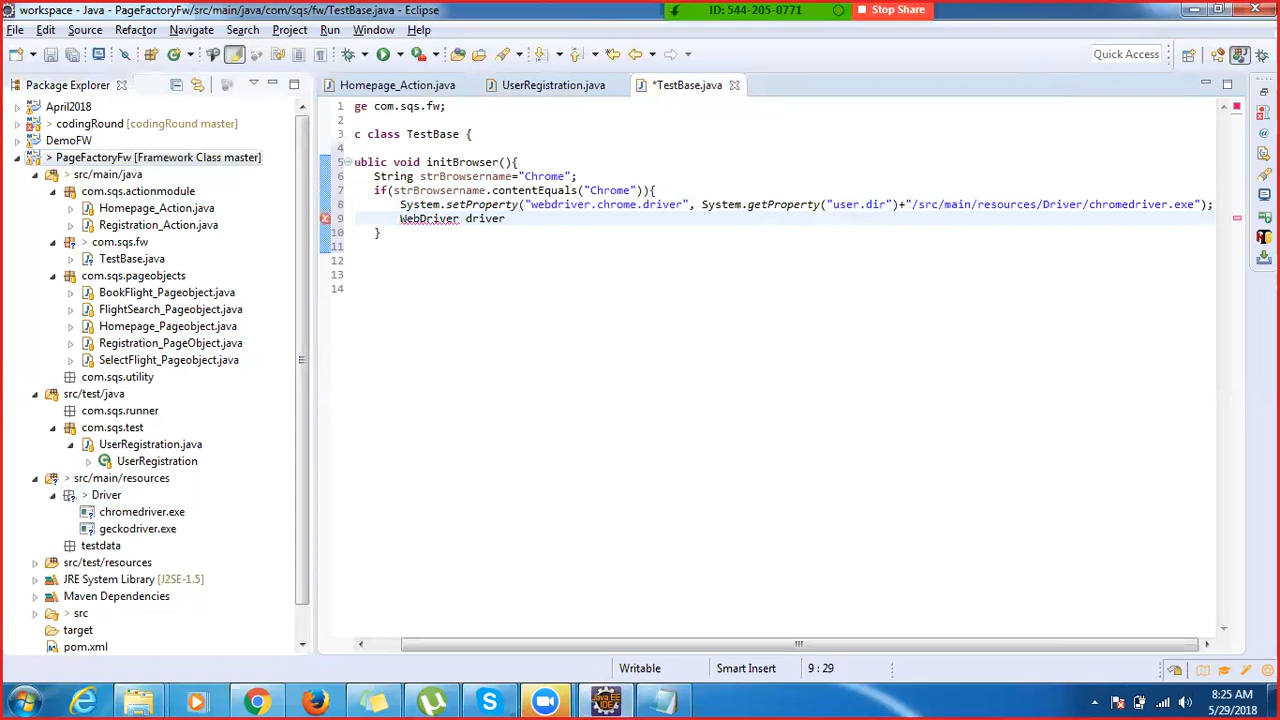 workspace - Java - PageFactoryFw/src/main/java/com/sqs/fw/TestBase.java - Eclipse
ID: 544-205-0771
Stop Share
File Edit Source Refactor Navigate Search Project Run Window Help
Quick Access
Package Explorer
Homepage_Action.java
UserRegistration.java
*TestBase.java
April2018
> codingRound [codingRound master]
DemoFW
> PageFactoryFw [Framework Class master]
> src/main/java
com.sqs.actionmodule
Homepage_Action.java
Registration_Action.java
> com.sqs.fw
TestBase.java
com.sqs.pageobjects
BookFlight_Pageobject.java
FlightSearch_Pageobject.java
Homepage_Pageobject.java
Registration_PageObject.java
SelectFlight_Pageobject.java
com.sqs.utility
src/test/java
com.sqs.runner
com.sqs.test
UserRegistration.java
UserRegistration
> src/main/resources
> Driver
chromedriver.exe
geckodriver.exe
testdata
src/test/resources
JRE System Library [J2SE-1.5]
Maven Dependencies
> src
target
pom.xml
1 ge com.sqs.fw;
2
3 c class TestBase {
4
5 ublic void initBrowser(){
6 String strBrowsername="Chrome";
7 if(strBrowsername.contentEquals("Chrome")){
8 System.setProperty("webdriver.chrome.driver", System.getProperty("user.dir")+"/src/main/resources/Driver/chromedriver.exe");
9 WebDriver driver
10 }
11
12
13
14
Writable
Smart Insert
9 : 29
8:25 AM
5/29/2018